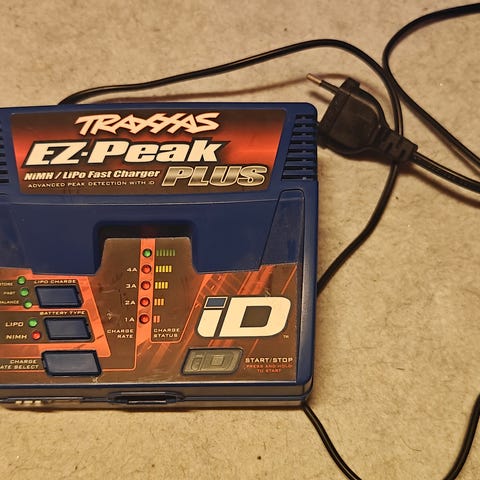 TRAXXAS
EZ-Peak
PLUS
NiMH / LiPo Fast Charger
ADVANCED PEAK DETECTION WITH iD
LIPO CHARGE
FAST
BALANCE
BATTERY TYPE
LIPO
NiMH
CHARGE
RATE SELECT
4A
3A
2A
1A
CHARGE
RATE
CHARGE
STATUS
iD
TM
iD
START/STOP
PRESS AND HOLD
TO START